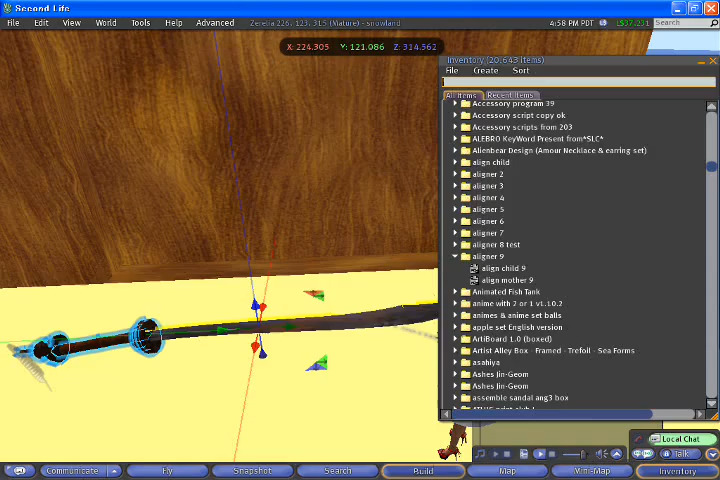 Second Life
File Edit View World Tools Help Advanced
Zerelia 226, 123, 315 (Mature) - snowland
4:58 PM PDT
L$37,231
Search
X: 224.305 Y: 121.086 Z: 314.562
Inventory (20,643 items)
File Create Sort
All Items Recent Items
Accessory program 39
Accessory script copy ok
Accessory scripts from 203
ALEBRO KeyWord Present from*SLC*
Alienbear Design (Amour Necklace & earring set)
align child
aligner 2
aligner 3
aligner 4
aligner 5
aligner 6
aligner 7
aligner 8 test
aligner 9
align child 9
align mother 9
Animated Fish Tank
anime with 2 or 1 v1.10.2
animes & anime set balls
apple set English version
ArtiBoard 1.0 (boxed)
Artist Alley Box - Framed - Trefoil - Sea Forms
asahiya
Ashes Jin-Geom
Ashes Jin-Geom
assemble sandal ang3 box
Local Chat
Talk
Communicate Fly Snapshot Search Build Map Mini-Map Inventory